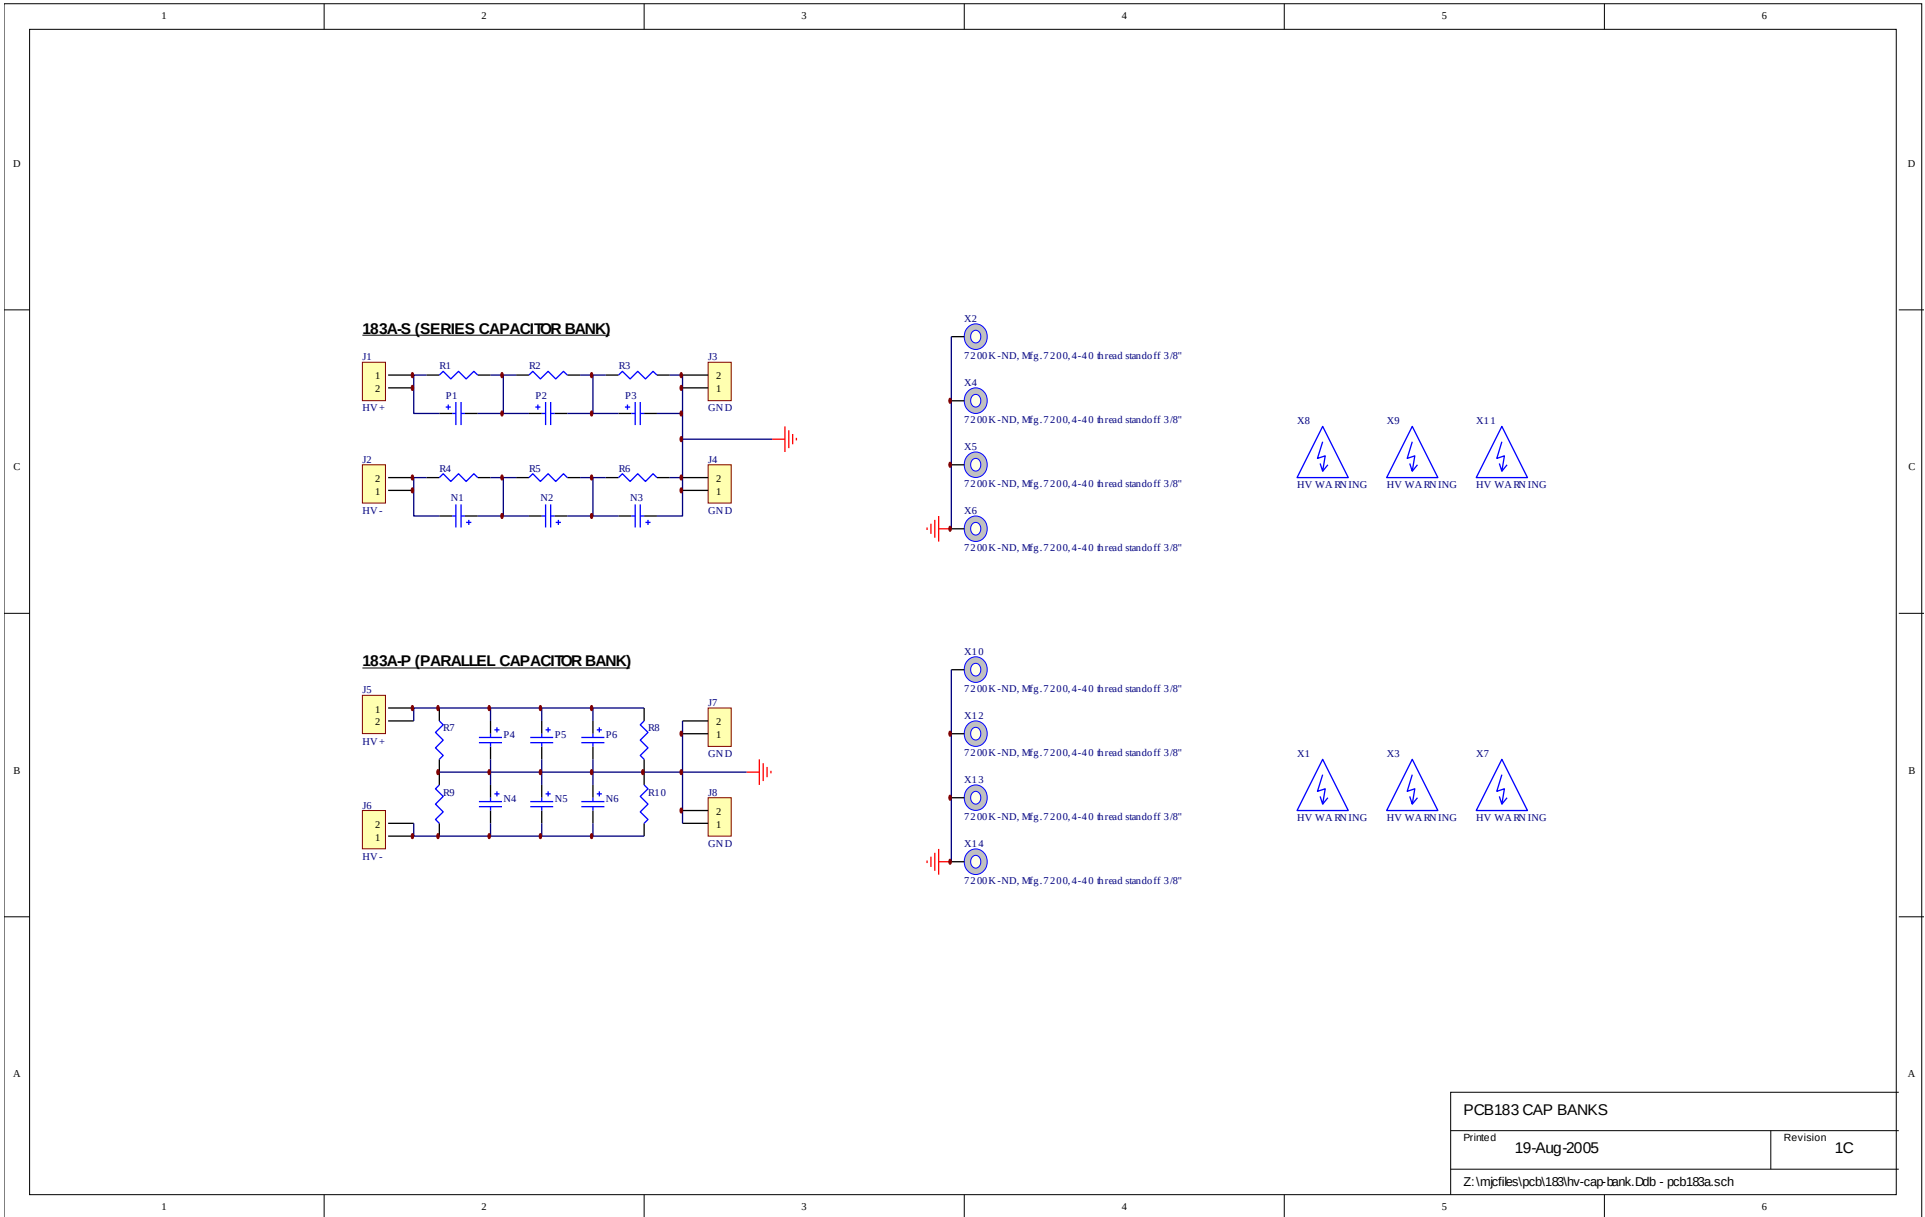 1 2 3 4 5 6
D D
183A-S (SERIES CAPACITOR BANK)
J1 R1 R2 R3 J3
1 2
2 1
P1 P2 P3
+ + +
HV+ GND
J2 R4 R5 R6 J4
2 2
1 1
N1 N2 N3
+ + +
HV- GND
X2
7200K-ND, Mfg. 7200, 4-40 thread standoff 3/8"
X4
7200K-ND, Mfg. 7200, 4-40 thread standoff 3/8"
X5
7200K-ND, Mfg. 7200, 4-40 thread standoff 3/8"
X6
7200K-ND, Mfg. 7200, 4-40 thread standoff 3/8"
X8 X9 X11
HV WARNING HV WARNING HV WARNING
C C
183A-P (PARALLEL CAPACITOR BANK)
J5 J7
1 2
2 1
R7 P4 P5 P6 R8
+ + +
HV+ GND
R9 N4 N5 N6 R10
+ + +
J6 J8
2 2
1 1
HV- GND
X10
7200K-ND, Mfg. 7200, 4-40 thread standoff 3/8"
X12
7200K-ND, Mfg. 7200, 4-40 thread standoff 3/8"
X13
7200K-ND, Mfg. 7200, 4-40 thread standoff 3/8"
X14
7200K-ND, Mfg. 7200, 4-40 thread standoff 3/8"
X1 X3 X7
HV WARNING HV WARNING HV WARNING
B B
A A
PCB183 CAP BANKS
Printed 19-Aug-2005 Revision 1C
Z:\mjcfiles\pcb\183\hv-cap-bank.Ddb - pcb183a.sch
1 2 3 4 5 6